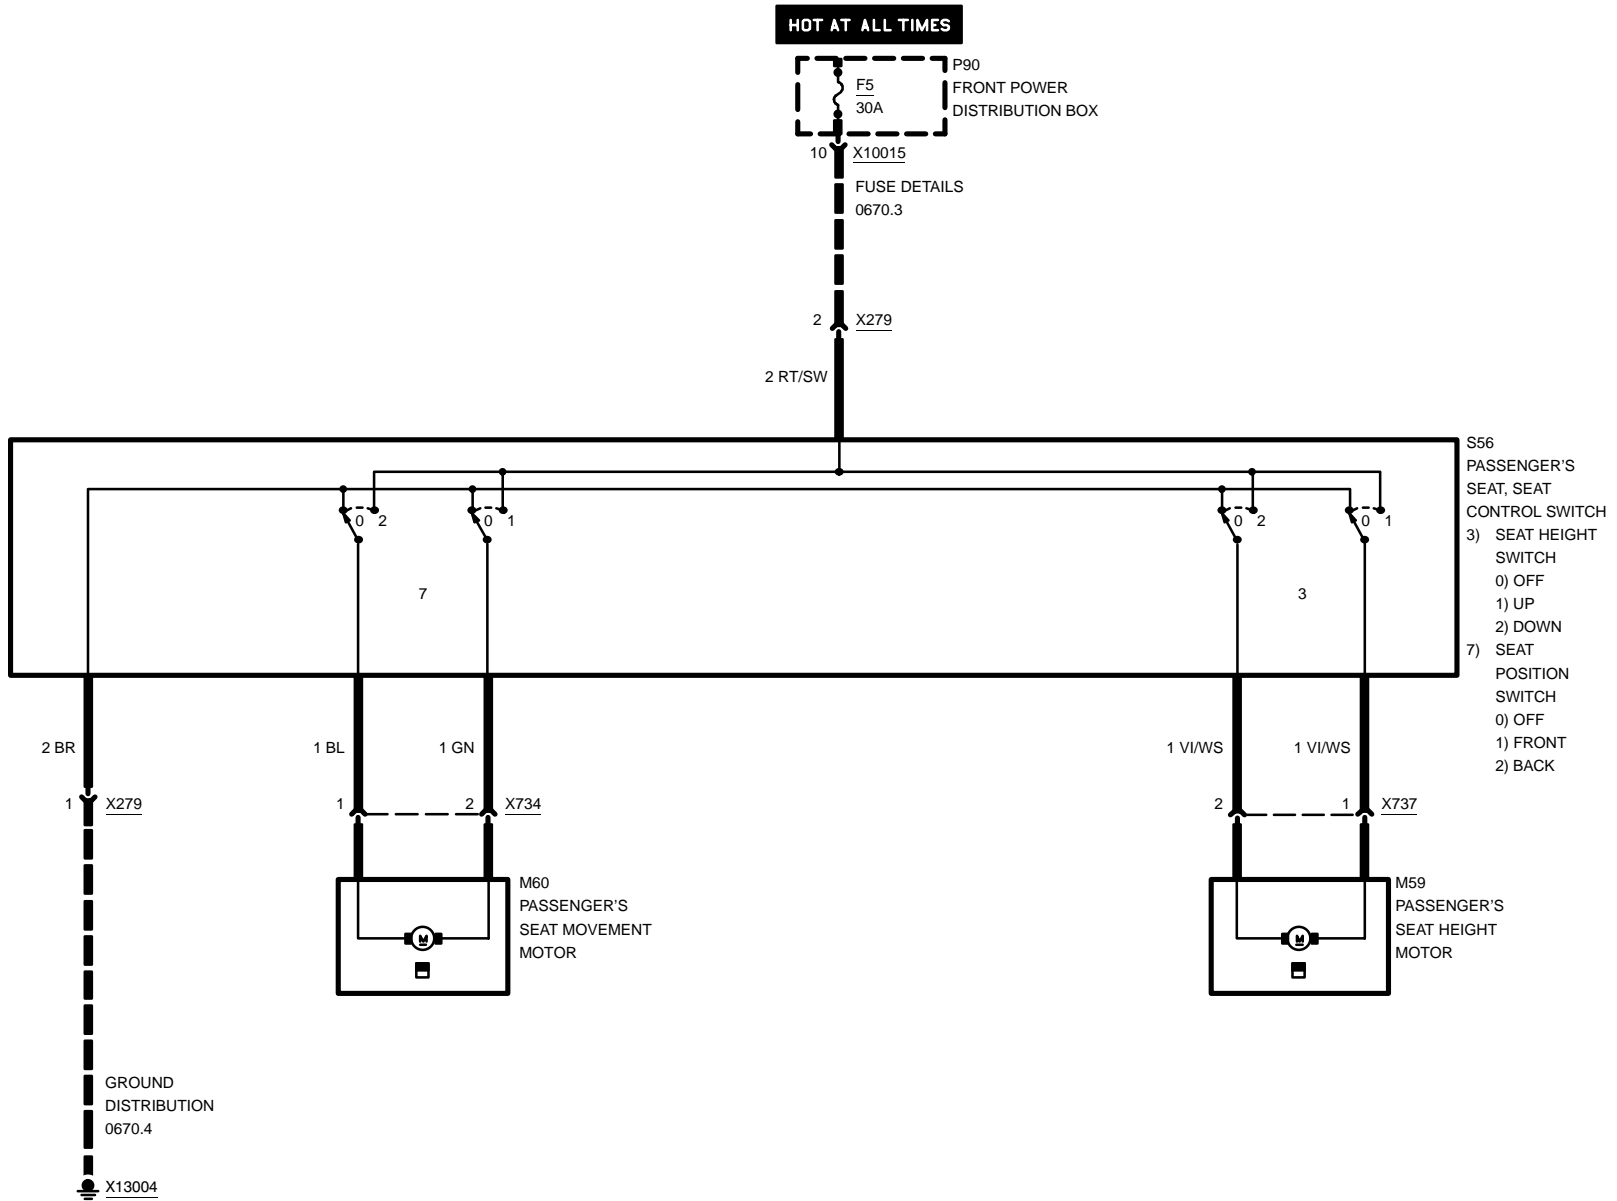 HOT AT ALL TIMES
P90
FRONT POWER
DISTRIBUTION BOX
F5
30A
10 X10015
FUSE DETAILS
0670.3
2 X279
2 RT/SW
S56
PASSENGER'S
SEAT, SEAT
CONTROL SWITCH
3) SEAT HEIGHT
SWITCH
0) OFF
1) UP
2) DOWN
7) SEAT
POSITION
SWITCH
0) OFF
1) FRONT
2) BACK
0 2
0 1
0 2
0 1
7
3
2 BR
1 BL
1 GN
1 VI/WS
1 VI/WS
1 X279
1
2 X734
2
1 X737
M60
PASSENGER'S
SEAT MOVEMENT
MOTOR
M
M59
PASSENGER'S
SEAT HEIGHT
MOTOR
M
GROUND
DISTRIBUTION
0670.4
X13004